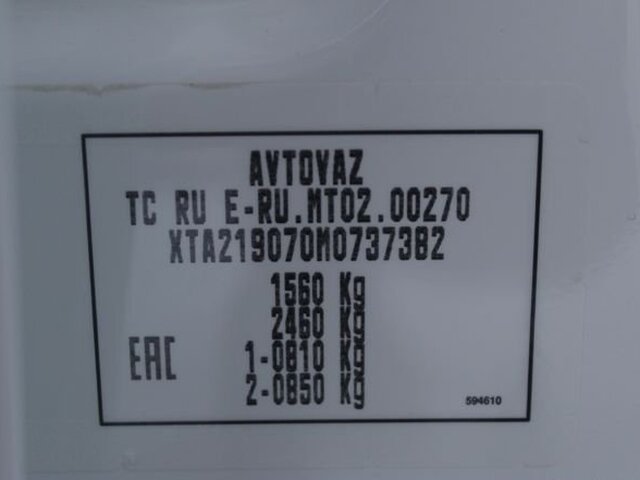 AVTOVAZ
TC RU E-RU.MT02.00270
XTA219070M0737382
1560 Kg
2460 Kg
1-0810 Kg
2-0850 Kg
EAC
594610